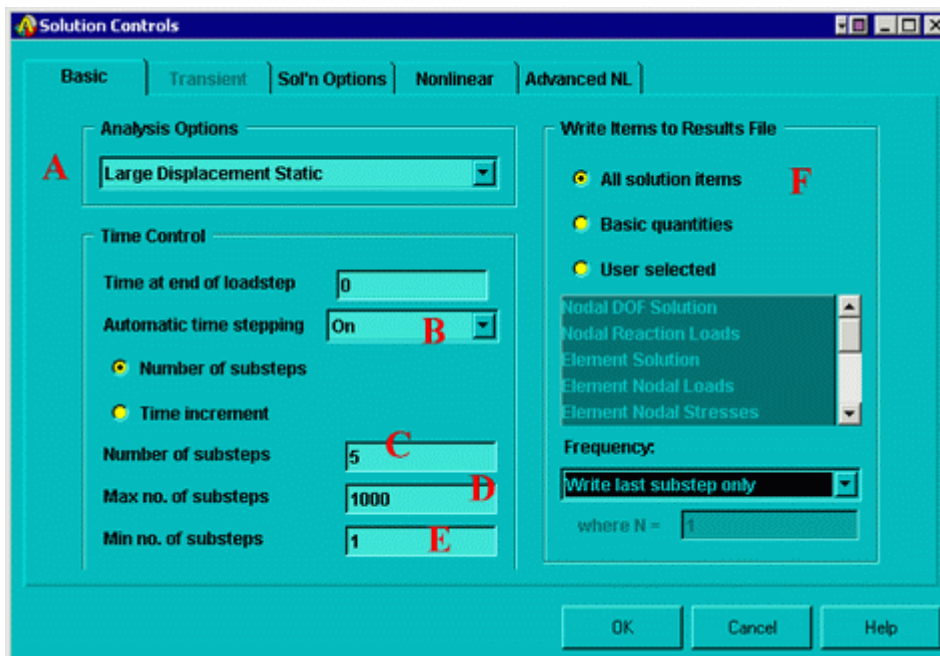 Solution Controls
Basic
Transient
Sol'n Options
Nonlinear
Advanced NL
Analysis Options
A
Large Displacement Static
Time Control
Time at end of loadstep 0
Automatic time stepping On B
Number of substeps
Time increment
Number of substeps 5 C
Max no. of substeps 1000 D
Min no. of substeps 1 E
Write Items to Results File
All solution items F
Basic quantities
User selected
Nodal DOF Solution
Nodal Reaction Loads
Element Solution
Element Nodal Loads
Element Nodal Stresses
Frequency:
Write last substep only
where N = 1
OK
Cancel
Help